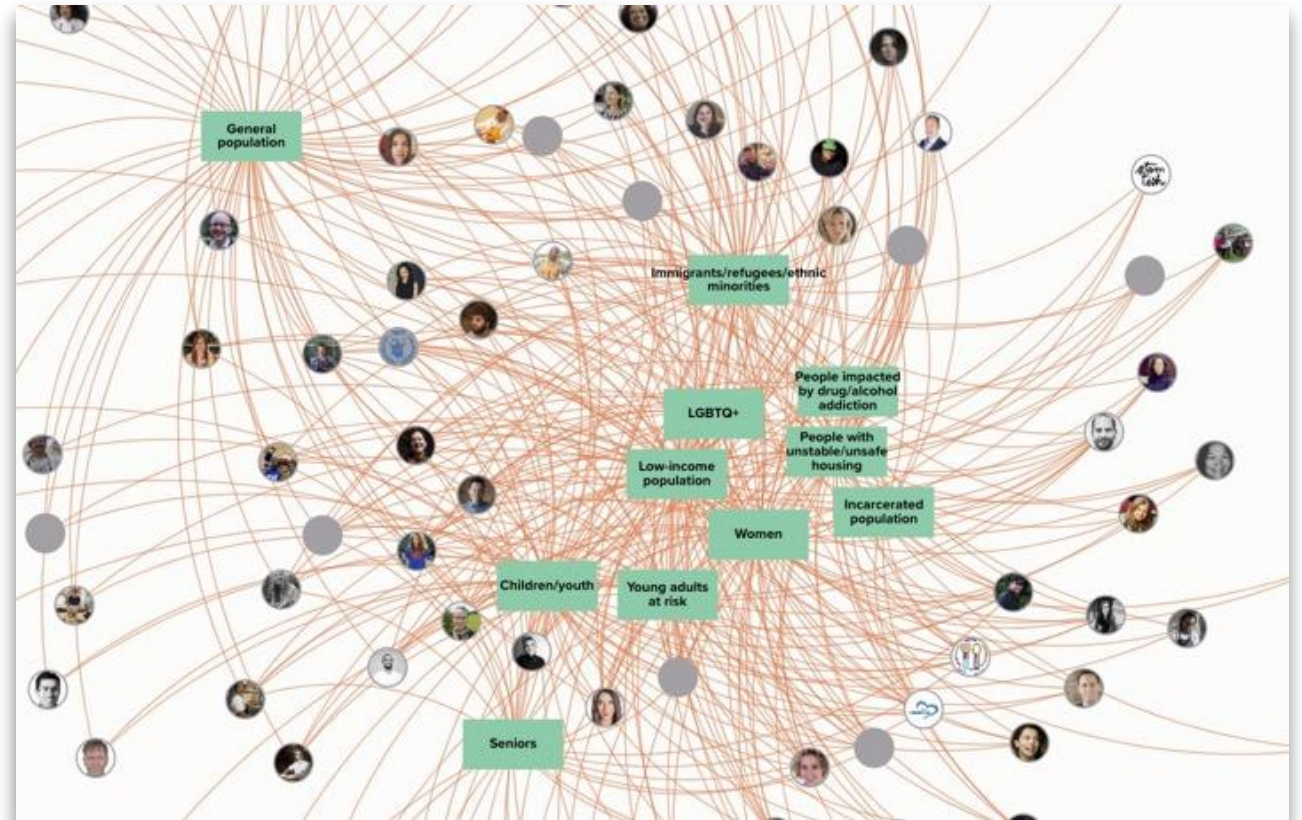 General
population
Immigrants/refugees/ethnic
minorities
People impacted
by drug/alcohol
addiction
LGBTQ+
People with
unstable/unsafe
housing
Low-income
population
Incarcerated
population
Women
Children/youth
Young adults
at risk
Seniors